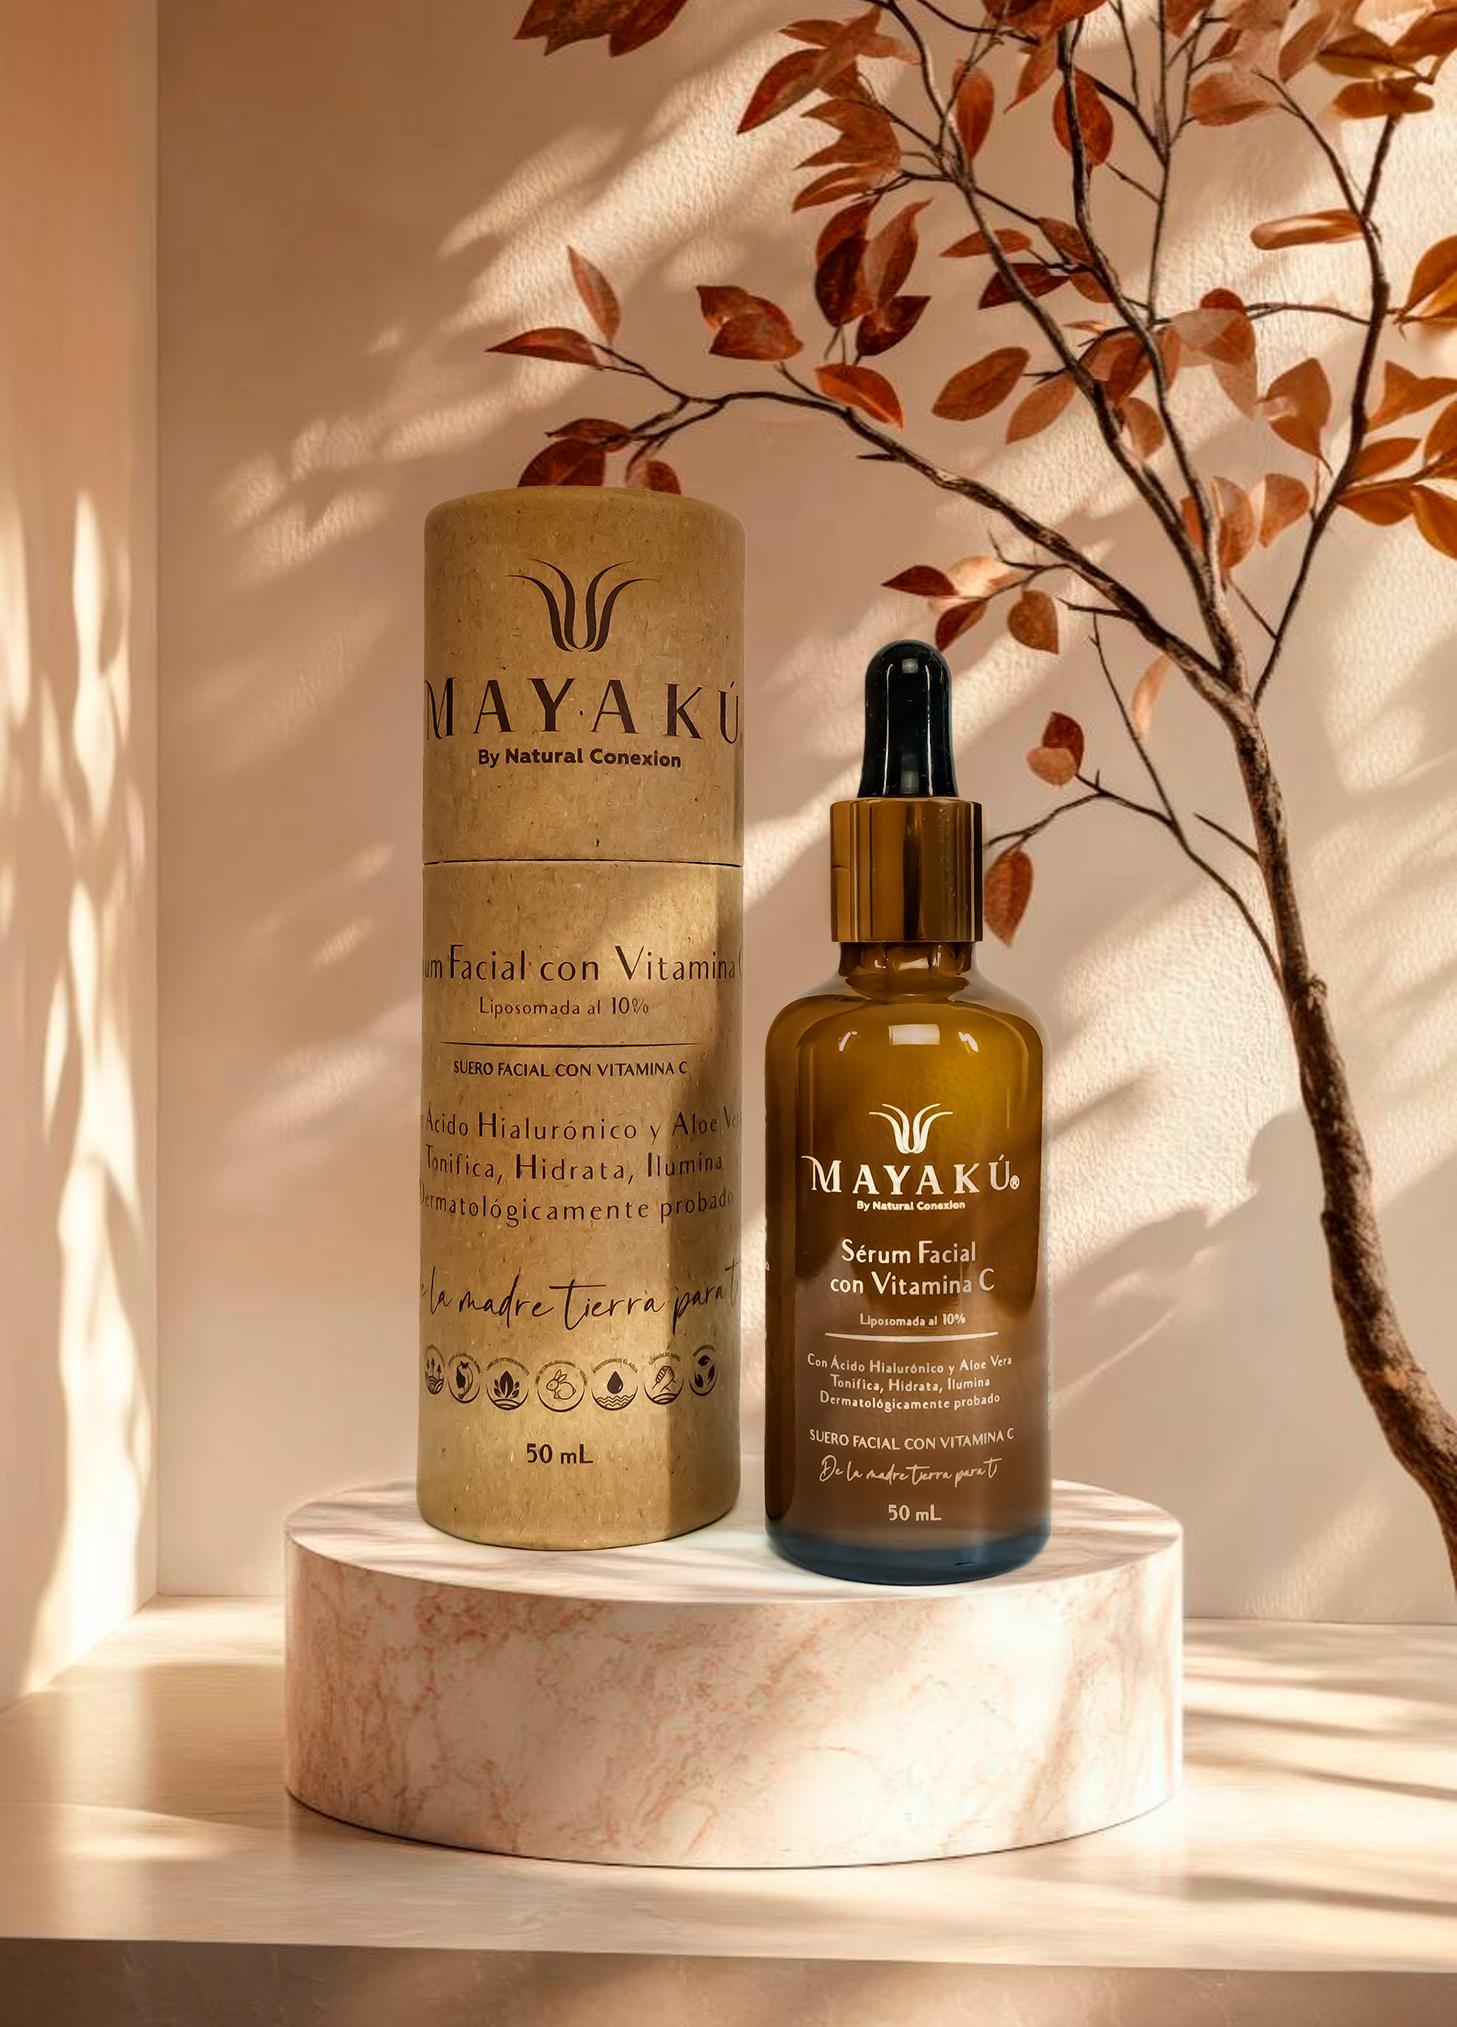 MAYAKÚ
By Natural Conexion
Facial con Vitamina
Liposomada al 10%
SUERO FACIAL CON VITAMINA C
Ácido Hialurónico y Aloe
Tonifica, Hidrata, Ilumina
Dermatológicamente probado
la madre tierra para
50 mL
MAYAKÚ®
By Natural Conexion
Sérum Facial
con Vitamina C
Liposomada al 10%
Con Ácido Hialurónico y Aloe Vera
Tonifica, Hidrata, Ilumina
Dermatológicamente probado
SUERO FACIAL CON VITAMINA C
De la madre tierra para ti
50 mL